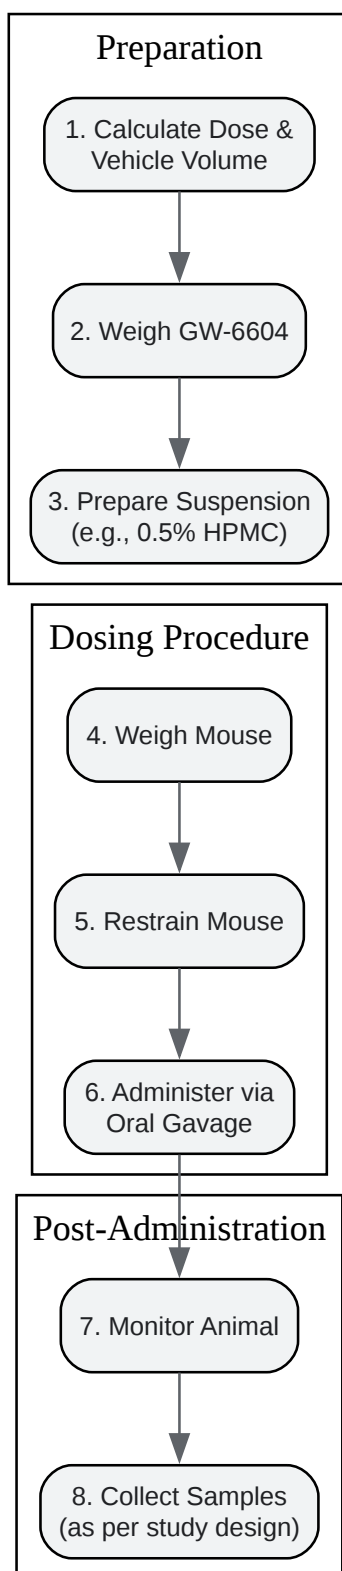 Preparation
1. Calculate Dose &
Vehicle Volume
2. Weigh GW-6604
3. Prepare Suspension
(e.g., 0.5% HPMC)
Dosing Procedure
4. Weigh Mouse
5. Restrain Mouse
6. Administer via
Oral Gavage
Post-Administration
7. Monitor Animal
8. Collect Samples
(as per study design)